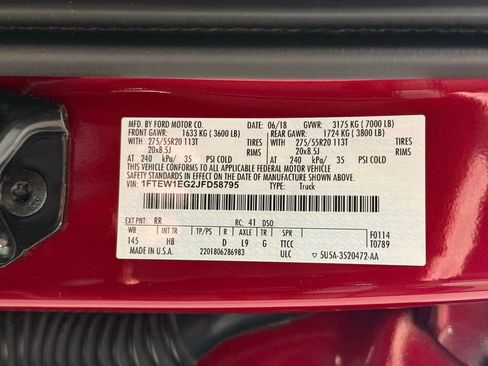 MFD. BY FORD MOTOR CO. DATE: 06/18 GVWR: 3175 KG ( 7000 LB)
FRONT GAWR: 1633 KG ( 3600 LB) REAR GAWR: 1724 KG ( 3800 LB)
WITH 275/55R20 113T TIRES WITH 275/55R20 113T TIRES
20x8.5J RIMS 20x8.5J RIMS
AT 240 kPa/ 35 PSI COLD AT 240 kPa/ 35 PSI COLD
THIS VEHICLE CONFORMS TO ALL APPLICABLE FEDERAL MOTOR VEHICLE
SAFETY STANDARDS IN EFFECT ON THE DATE OF MANUFACTURE SHOWN ABOVE.
VIN: 1FTEW1EG2JFD58795 TYPE: Truck
EXT PNT: RR RC: 41 DSO:
WB BRK INT TR TP/PS R AXLE TR SPR F0114
145 HB D L9 G TTCC T0789
MADE IN U.S.A. 2201806286983 ULC 5U5A-3520472-AA